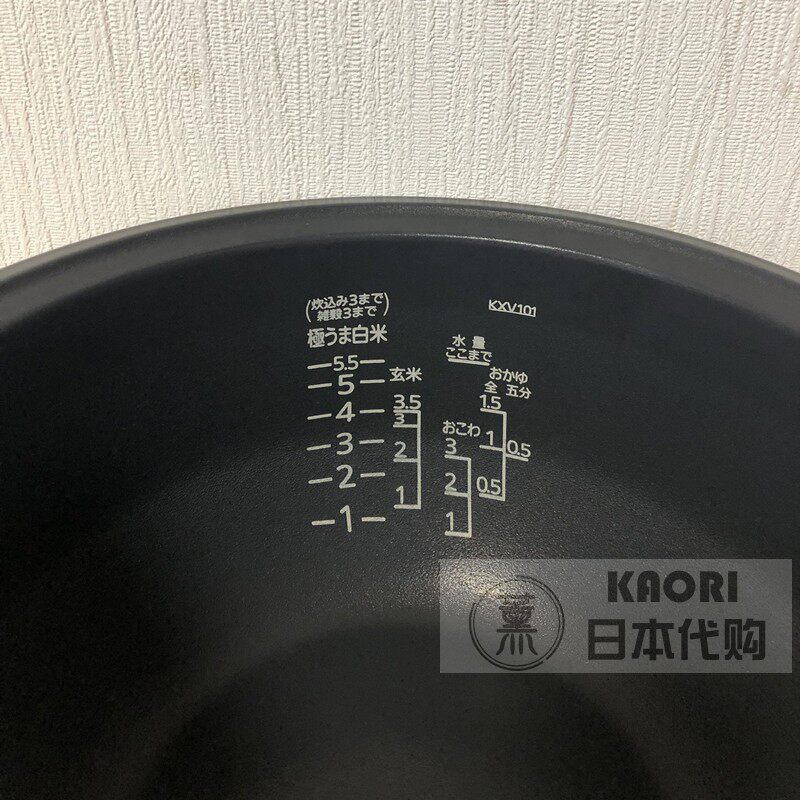 (炊込み3まで
雑穀3まで)
極うま白米
5.5
5
4
3
2
1
玄米
3.5
3
2
1
KXV101
水量
ここまで
おかゆ
全 五分
1.5
1
0.5
0.5
おこわ
3
2
1
KAORI
薫
日本代购